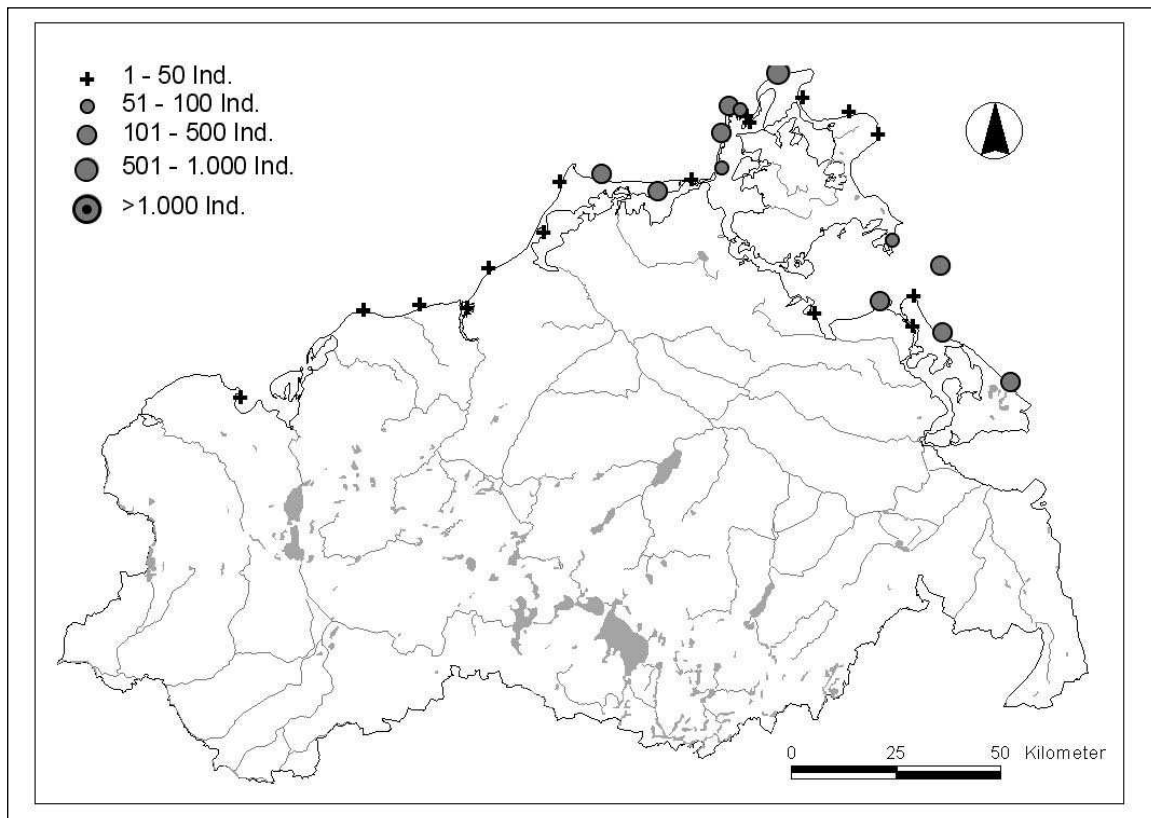 1 - 50 Ind.
51 - 100 Ind.
101 - 500 Ind.
501 - 1.000 Ind.
>1.000 Ind.
0 25 50 Kilometer